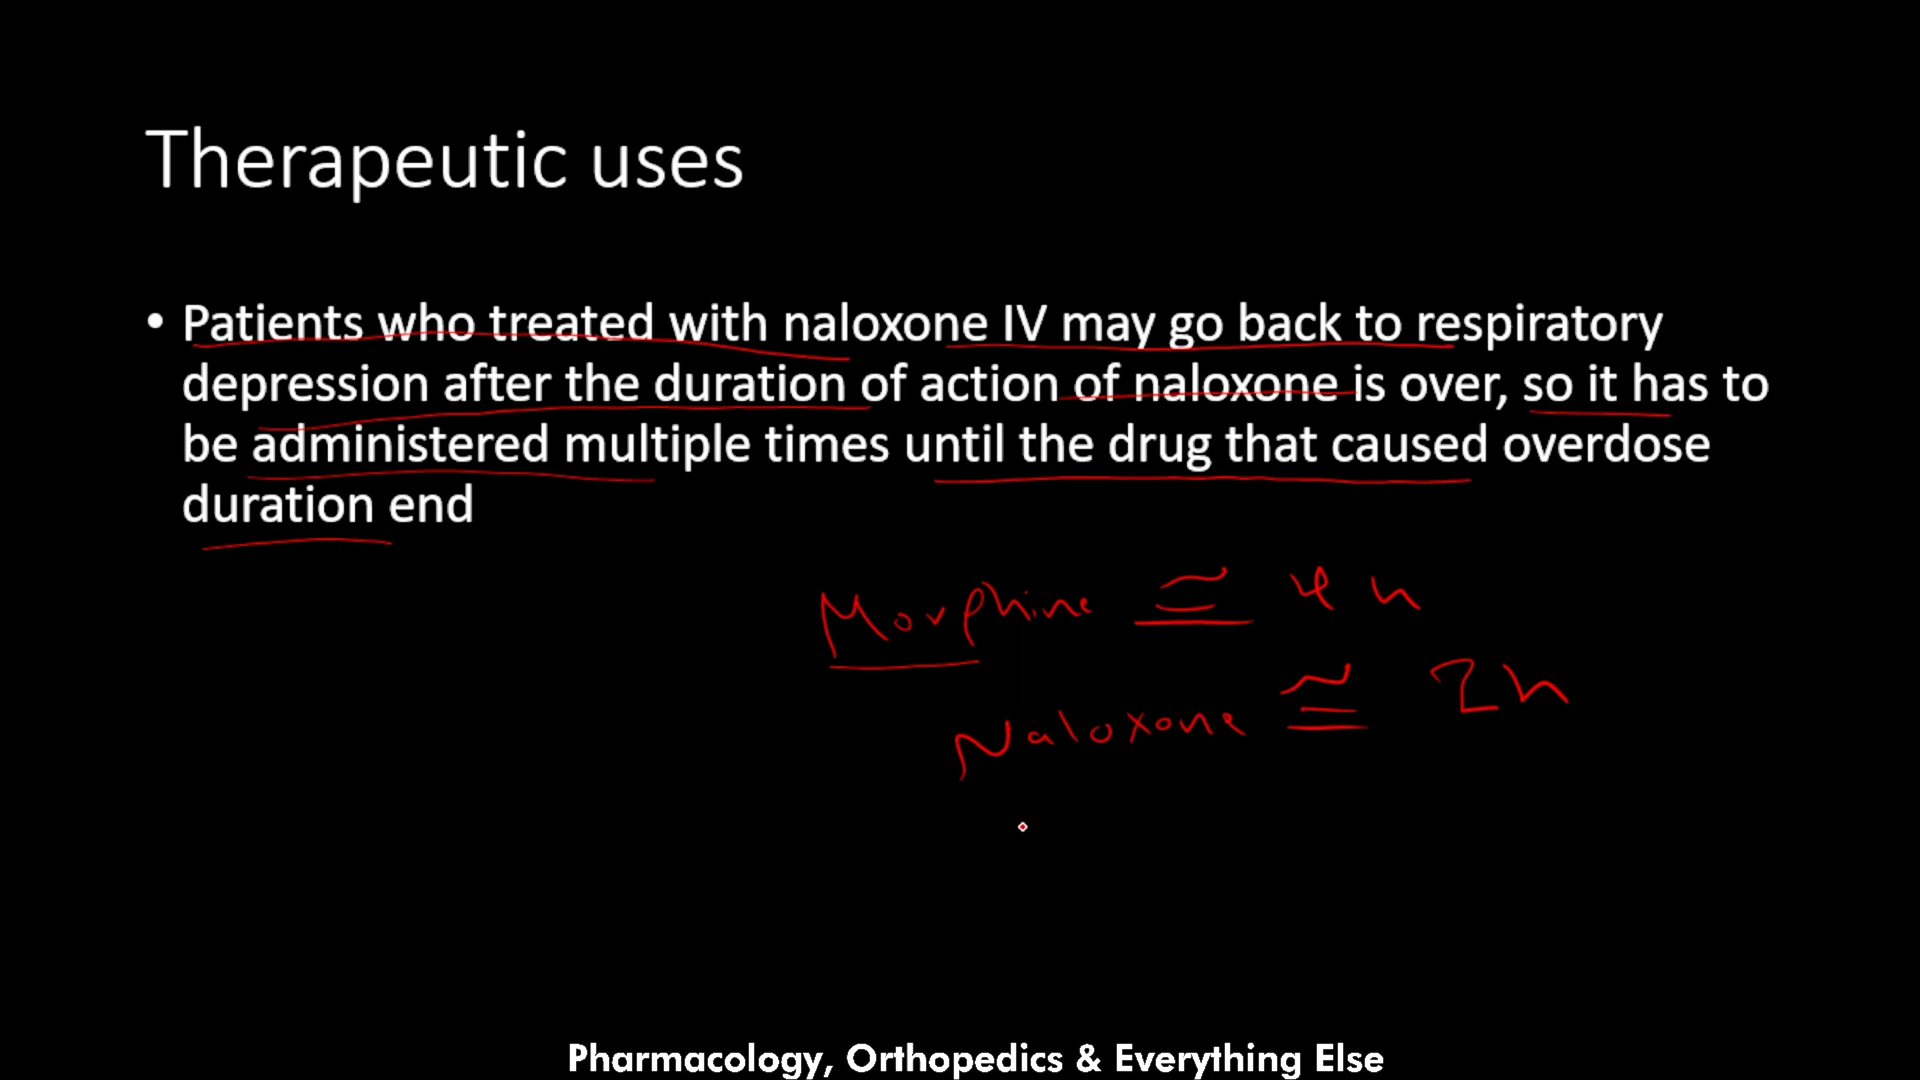 Therapeutic uses
• Patients who treated with naloxone IV may go back to respiratory
depression after the duration of action of naloxone is over, so it has to
be administered multiple times until the drug that caused overdose
duration end
Morphine ≅ 4 h
Naloxone ≅ 2h
Pharmacology, Orthopedics & Everything Else